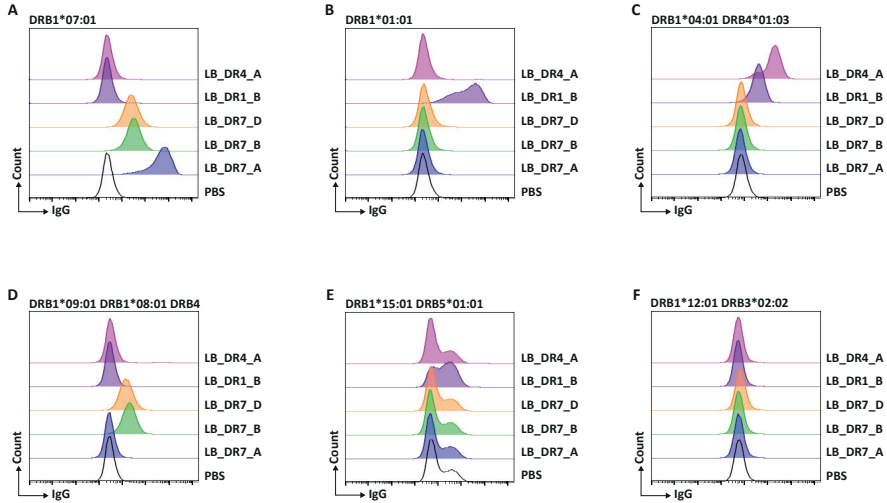 A
DRB1*07:01
LB_DR4_A
LB_DR1_B
LB_DR7_D
LB_DR7_B
LB_DR7_A
PBS
Count
IgG
B
DRB1*01:01
LB_DR4_A
LB_DR1_B
LB_DR7_D
LB_DR7_B
LB_DR7_A
PBS
Count
IgG
C
DRB1*04:01 DRB4*01:03
LB_DR4_A
LB_DR1_B
LB_DR7_D
LB_DR7_B
LB_DR7_A
PBS
Count
IgG
D
DRB1*09:01 DRB1*08:01 DRB4
LB_DR4_A
LB_DR1_B
LB_DR7_D
LB_DR7_B
LB_DR7_A
PBS
Count
IgG
E
DRB1*15:01 DRB5*01:01
LB_DR4_A
LB_DR1_B
LB_DR7_D
LB_DR7_B
LB_DR7_A
PBS
Count
IgG
F
DRB1*12:01 DRB3*02:02
LB_DR4_A
LB_DR1_B
LB_DR7_D
LB_DR7_B
LB_DR7_A
PBS
Count
IgG